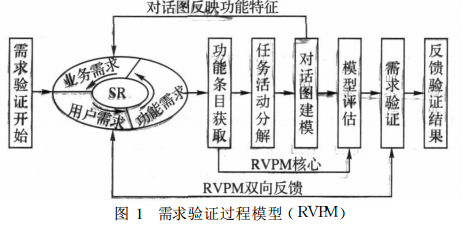 对话图反映功能特征
需求验证开始
业务需求
用户需求
功能需求
SR
功能条目获取
任务活动分解
对话图建模
模型评估
需求验证
反馈验证结果
RVPM核心
RVPM双向反馈
图 1 需求验证过程模型（RVPM）